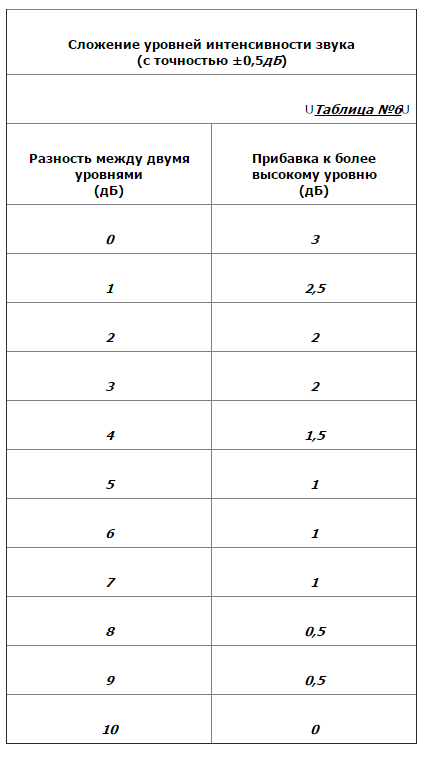 Сложение уровней интенсивности звука
(с точностью ±0,5дБ)
UТаблица №6U
Разность между двумя
уровнями
(дБ)
Прибавка к более
высокому уровню
(дБ)
0 3
1 2,5
2 2
3 2
4 1,5
5 1
6 1
7 1
8 0,5
9 0,5
10 0